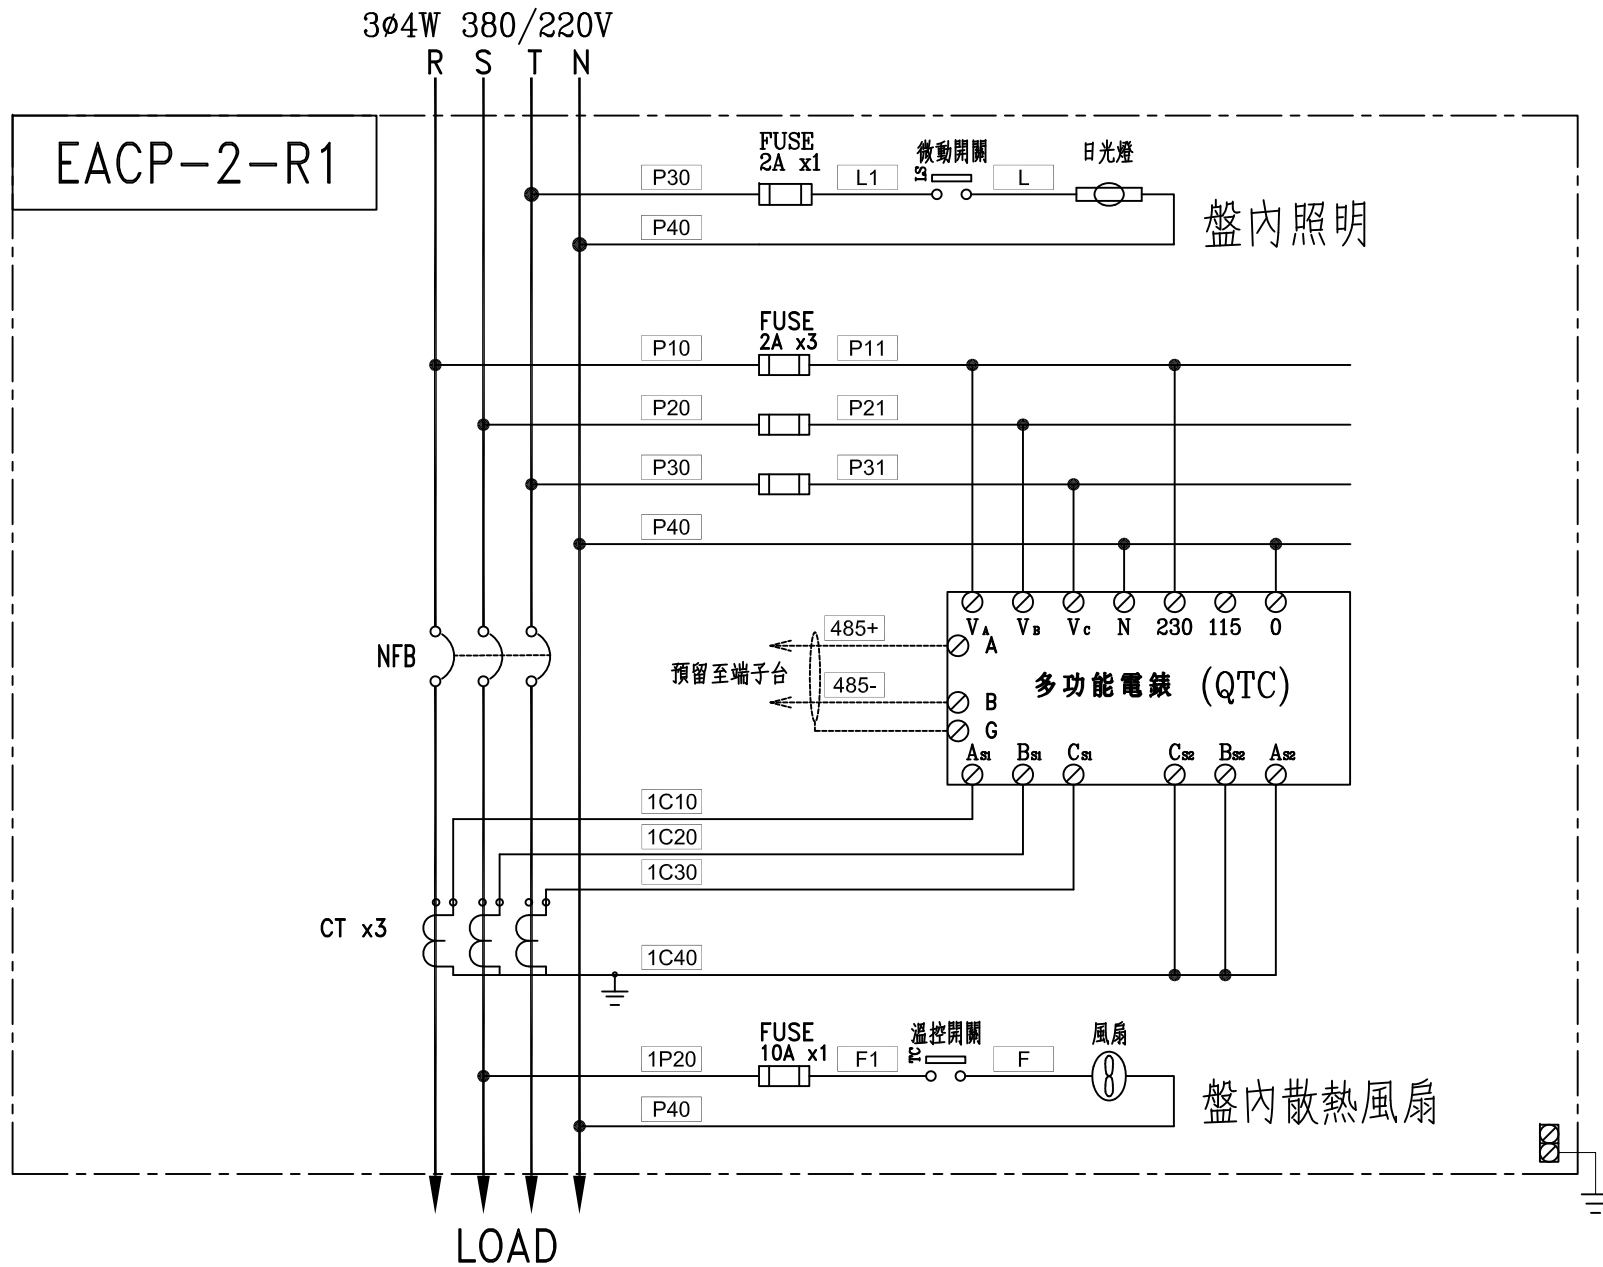 3ø4W 380/220V
R S T N
EACP-2-R1
FUSE
2A x1
微動開關
日光燈
LS
P30
L1
L
盤內照明
P40
FUSE
2A x3
P10
P11
P20
P21
P30
P31
P40
VA VB VC N 230 115 0
485+
A
NFB
預留至端子台
485-
多功能電錶 (QTC)
B
G
AS1 BS1 CS1 CS2 BS2 AS2
1C10
1C20
1C30
CT x3
1C40
FUSE
10A x1
溫控開關
風扇
TC
1P20
F1
F
盤內散熱風扇
P40
LOAD